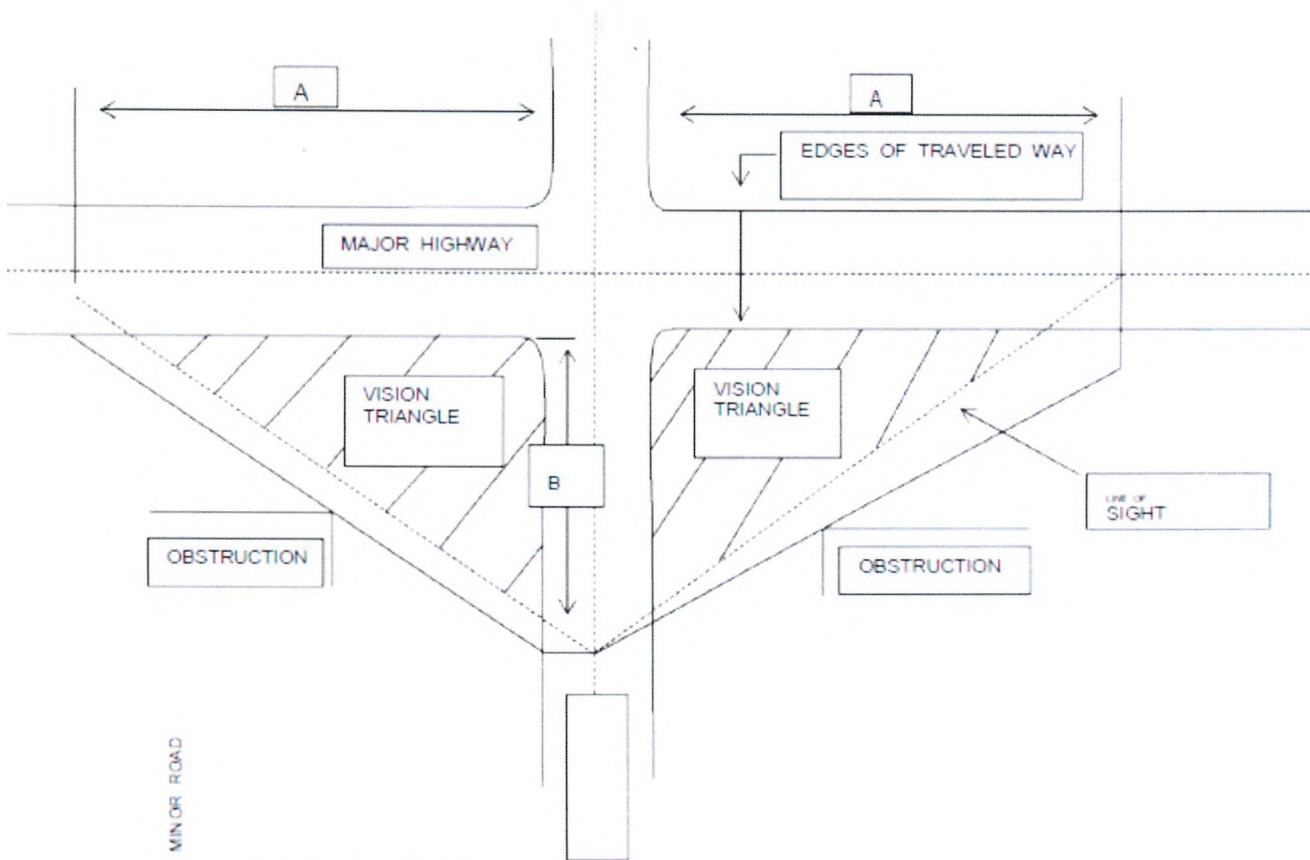 A
A
EDGES OF TRAVELED WAY
MAJOR HIGHWAY
VISION
TRIANGLE
VISION
TRIANGLE
B
LINE OF
SIGHT
OBSTRUCTION
OBSTRUCTION
MINOR ROAD